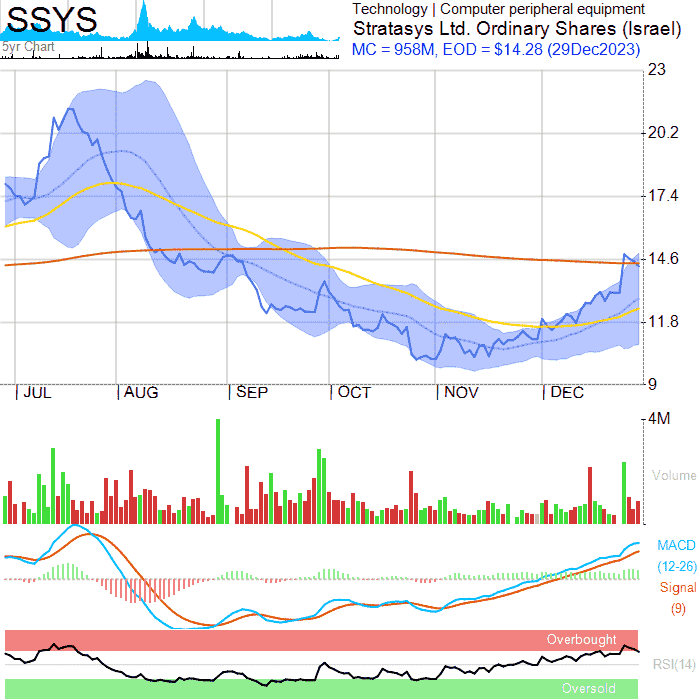 SSYS
5yr Chart
Technology | Computer peripheral equipment
Stratasys Ltd. Ordinary Shares (Israel)
MC = 958M, EOD = $14.28 (29Dec2023)
23
20.2
17.4
14.6
11.8
9
JUL AUG SEP OCT NOV DEC
4M
Volume
MACD
(12-26)
Signal
(9)
Overbought
RSI(14)
Oversold